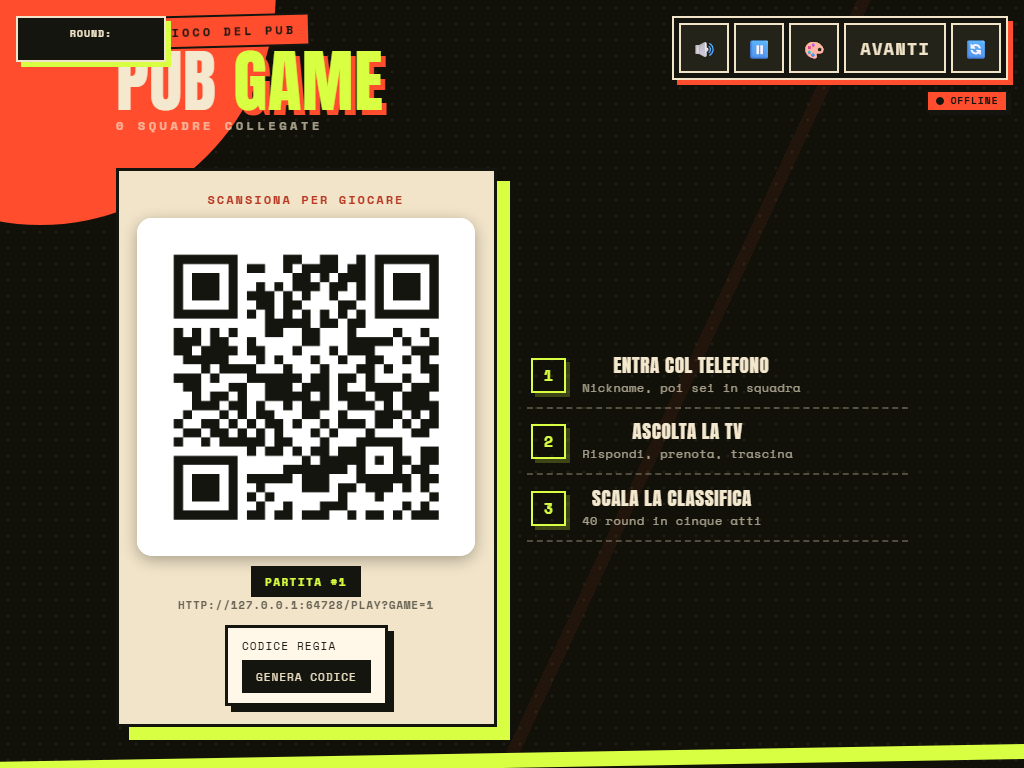 ROUND:
IOCO DEL PUB
PUB GAME
0 SQUADRE COLLEGATE
AVANTI
OFFLINE
SCANSIONA PER GIOCARE
PARTITA #1
HTTP://127.0.0.1:64728/PLAY?GAME=1
CODICE REGIA
GENERA CODICE
1
ENTRA COL TELEFONO
Nickname, poi sei in squadra
2
ASCOLTA LA TV
Rispondi, prenota, trascina
3
SCALA LA CLASSIFICA
40 round in cinque atti